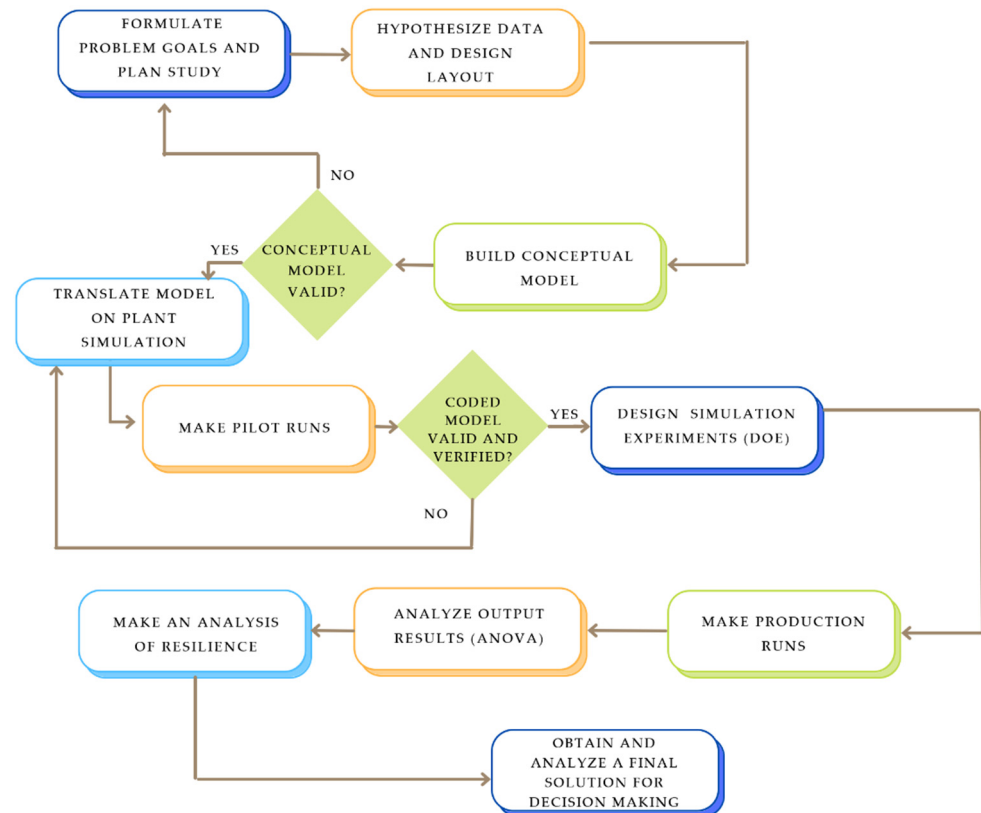 FORMULATE
PROBLEM GOALS AND
PLAN STUDY
HYPOTHESIZE DATA
AND DESIGN
LAYOUT
NO
YES
CONCEPTUAL
MODEL
VALID?
BUILD CONCEPTUAL
MODEL
TRANSLATE MODEL
ON PLANT
SIMULATION
MAKE PILOT RUNS
CODED
MODEL
VALID AND
VERIFIED?
YES
DESIGN SIMULATION
EXPERIMENTS (DOE)
NO
MAKE AN ANALYSIS
OF RESILIENCE
ANALYZE OUTPUT
RESULTS (ANOVA)
MAKE PRODUCTION
RUNS
OBTAIN AND
ANALYZE A FINAL
SOLUTION FOR
DECISION MAKING